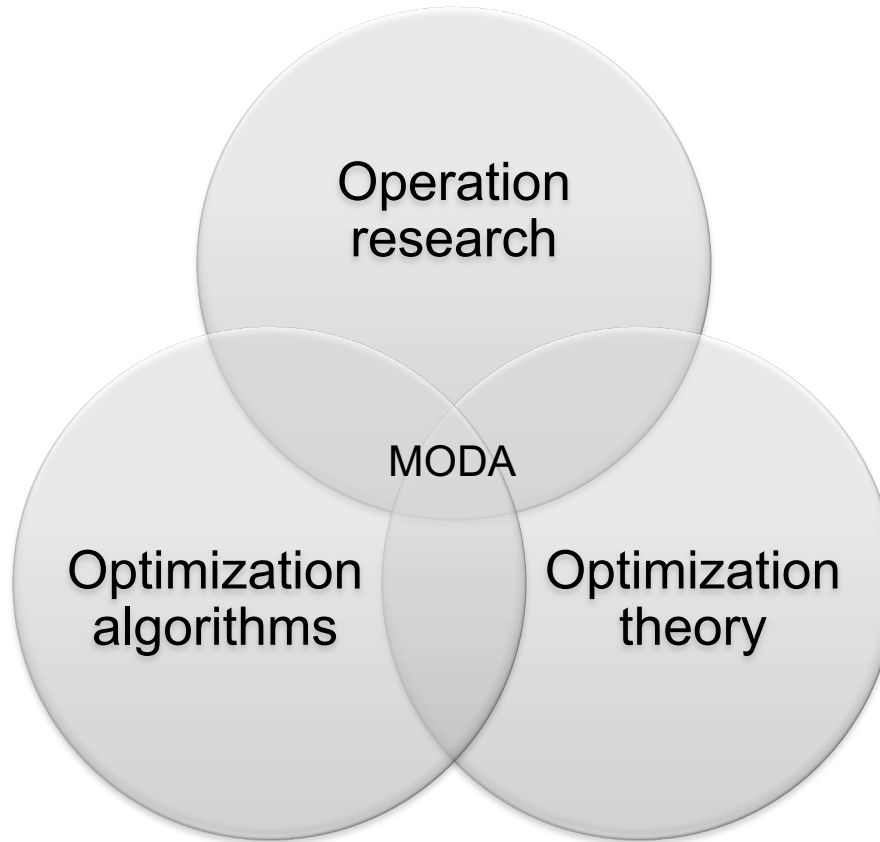 Operation
research
MODA
Optimization
algorithms
Optimization
theory